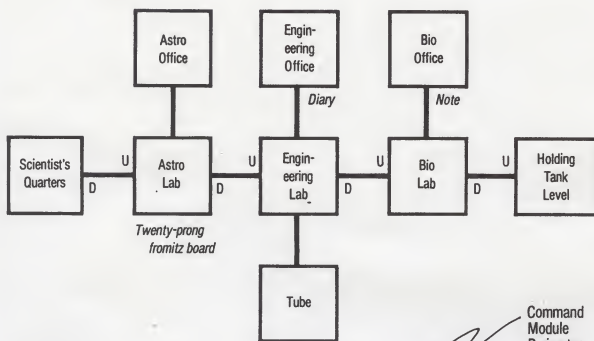 Astro
Office
Engin-
eering
Office
Bio
Office
Diary
Note
Scientist's
Quarters
U
D
Astro
Lab
U
D
Engin-
eering
Lab
U
D
Bio
Lab
U
D
Holding
Tank
Level
Twenty-prong
fromitz board
Tube
Command
Module